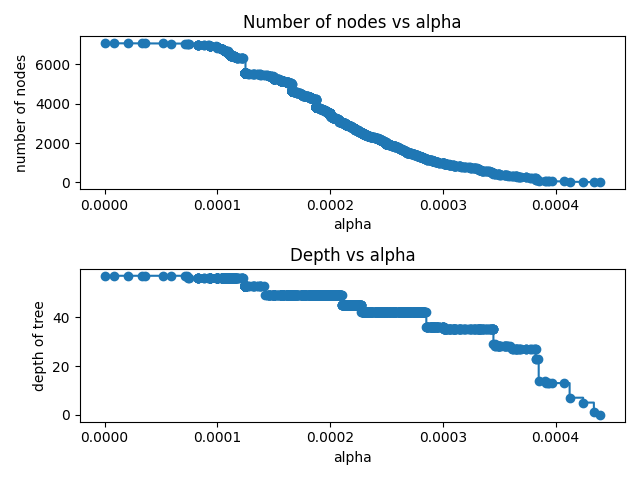 Number of nodes vs alpha
number of nodes
6000
4000
2000
0
0.0000 0.0001 0.0002 0.0003 0.0004
alpha
Depth vs alpha
depth of tree
40
20
0
0.0000 0.0001 0.0002 0.0003 0.0004
alpha